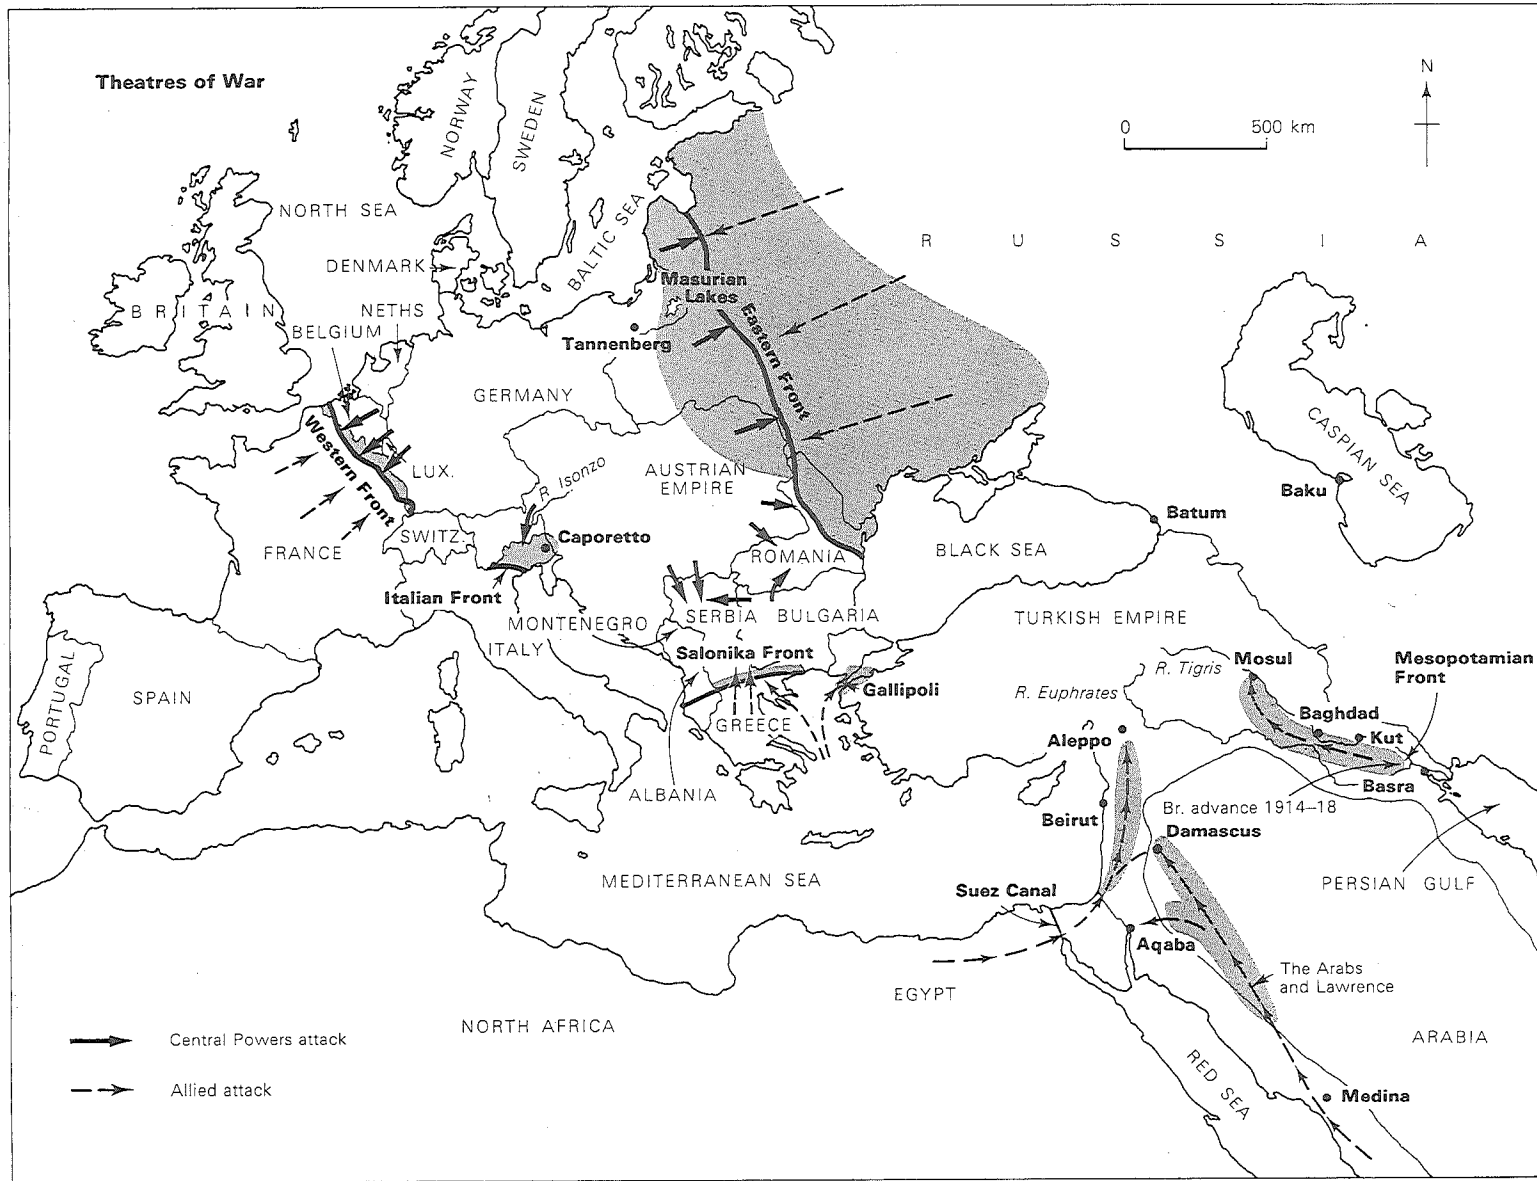 Theatres of War
N
0 500 km
NORWAY
SWEDEN
NORTH SEA
BALTIC SEA
R U S S I A
DENMARK
BRITAIN
NETHS
BELGIUM
Masurian
Lakes
Tannenberg
Eastern Front
GERMANY
Western Front
LUX.
R. Isonzo
AUSTRIAN
EMPIRE
CASPIAN SEA
Baku
Batum
FRANCE
SWITZ.
Caporetto
ROMANIA
BLACK SEA
Italian Front
MONTENEGRO
SERBIA
BULGARIA
TURKISH EMPIRE
ITALY
PORTUGAL
SPAIN
Salonika Front
Gallipoli
R. Tigris
Mosul
Mesopotamian
Front
R. Euphrates
GREECE
Baghdad
Kut
Aleppo
ALBANIA
Basra
Br. advance 1914–18
Beirut
Damascus
MEDITERRANEAN SEA
Suez Canal
PERSIAN GULF
Aqaba
EGYPT
The Arabs
and Lawrence
NORTH AFRICA
ARABIA
RED SEA
Medina
Central Powers attack
Allied attack